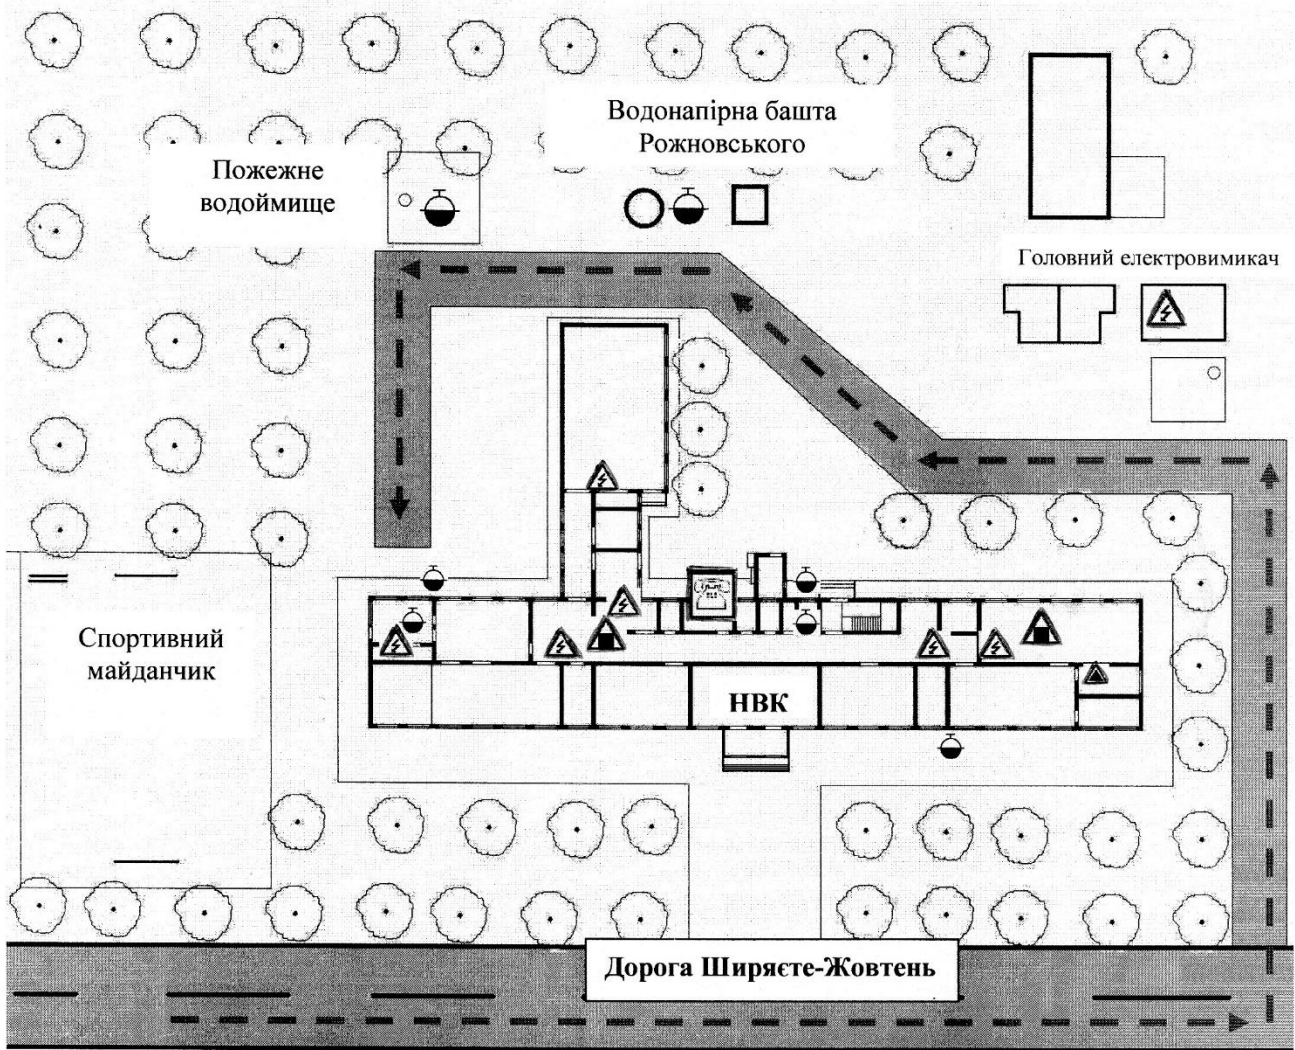 Водонапірна башта
Рожновського
Пожежне
водоймище
Головний електровимикач
Спортивний
майданчик
НВК
Дорога Ширяєте-Жовтень